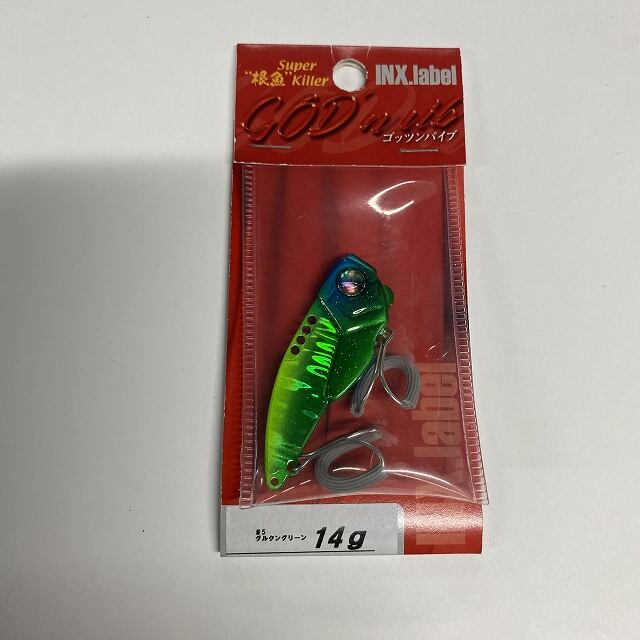 Super
"根魚"Killer
INX.label
GOD'n vib
ゴッツンバイブ
INX.label
#5
グルクングリーン
14g